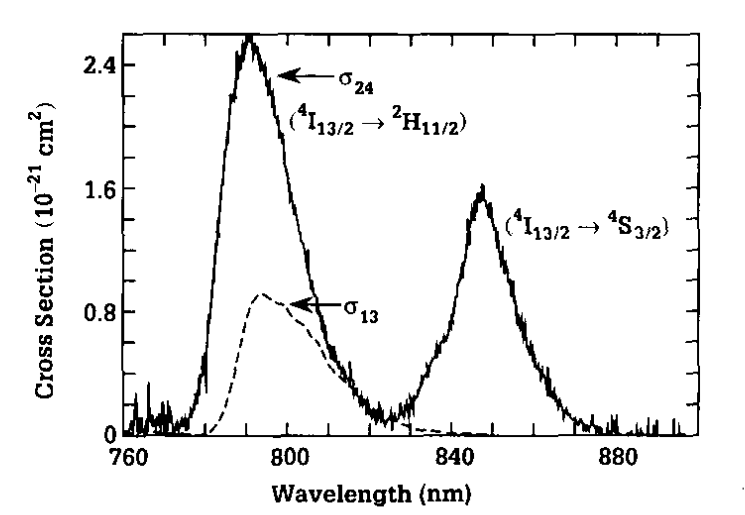 2.4
1.6
0.8
0
760
800
840
880
Cross Section (10⁻²¹ cm²)
Wavelength (nm)
σ₂₄
(⁴I₁₃/₂ → ²H₁₁/₂)
(⁴I₁₃/₂ → ⁴S₃/₂)
σ₁₃